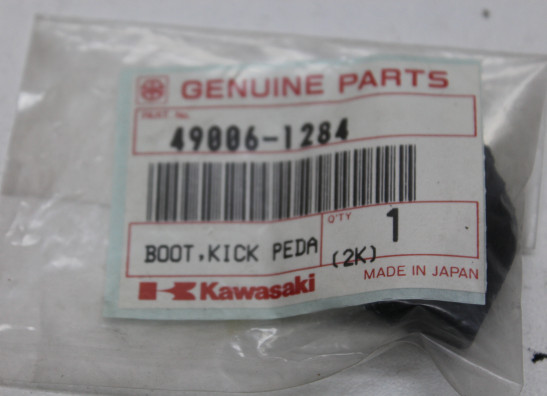 GENUINE PARTS
PART No.
49006-1284
BOOT,KICK PEDA
Q'TY
1
(2K)
MADE IN JAPAN
Kawasaki